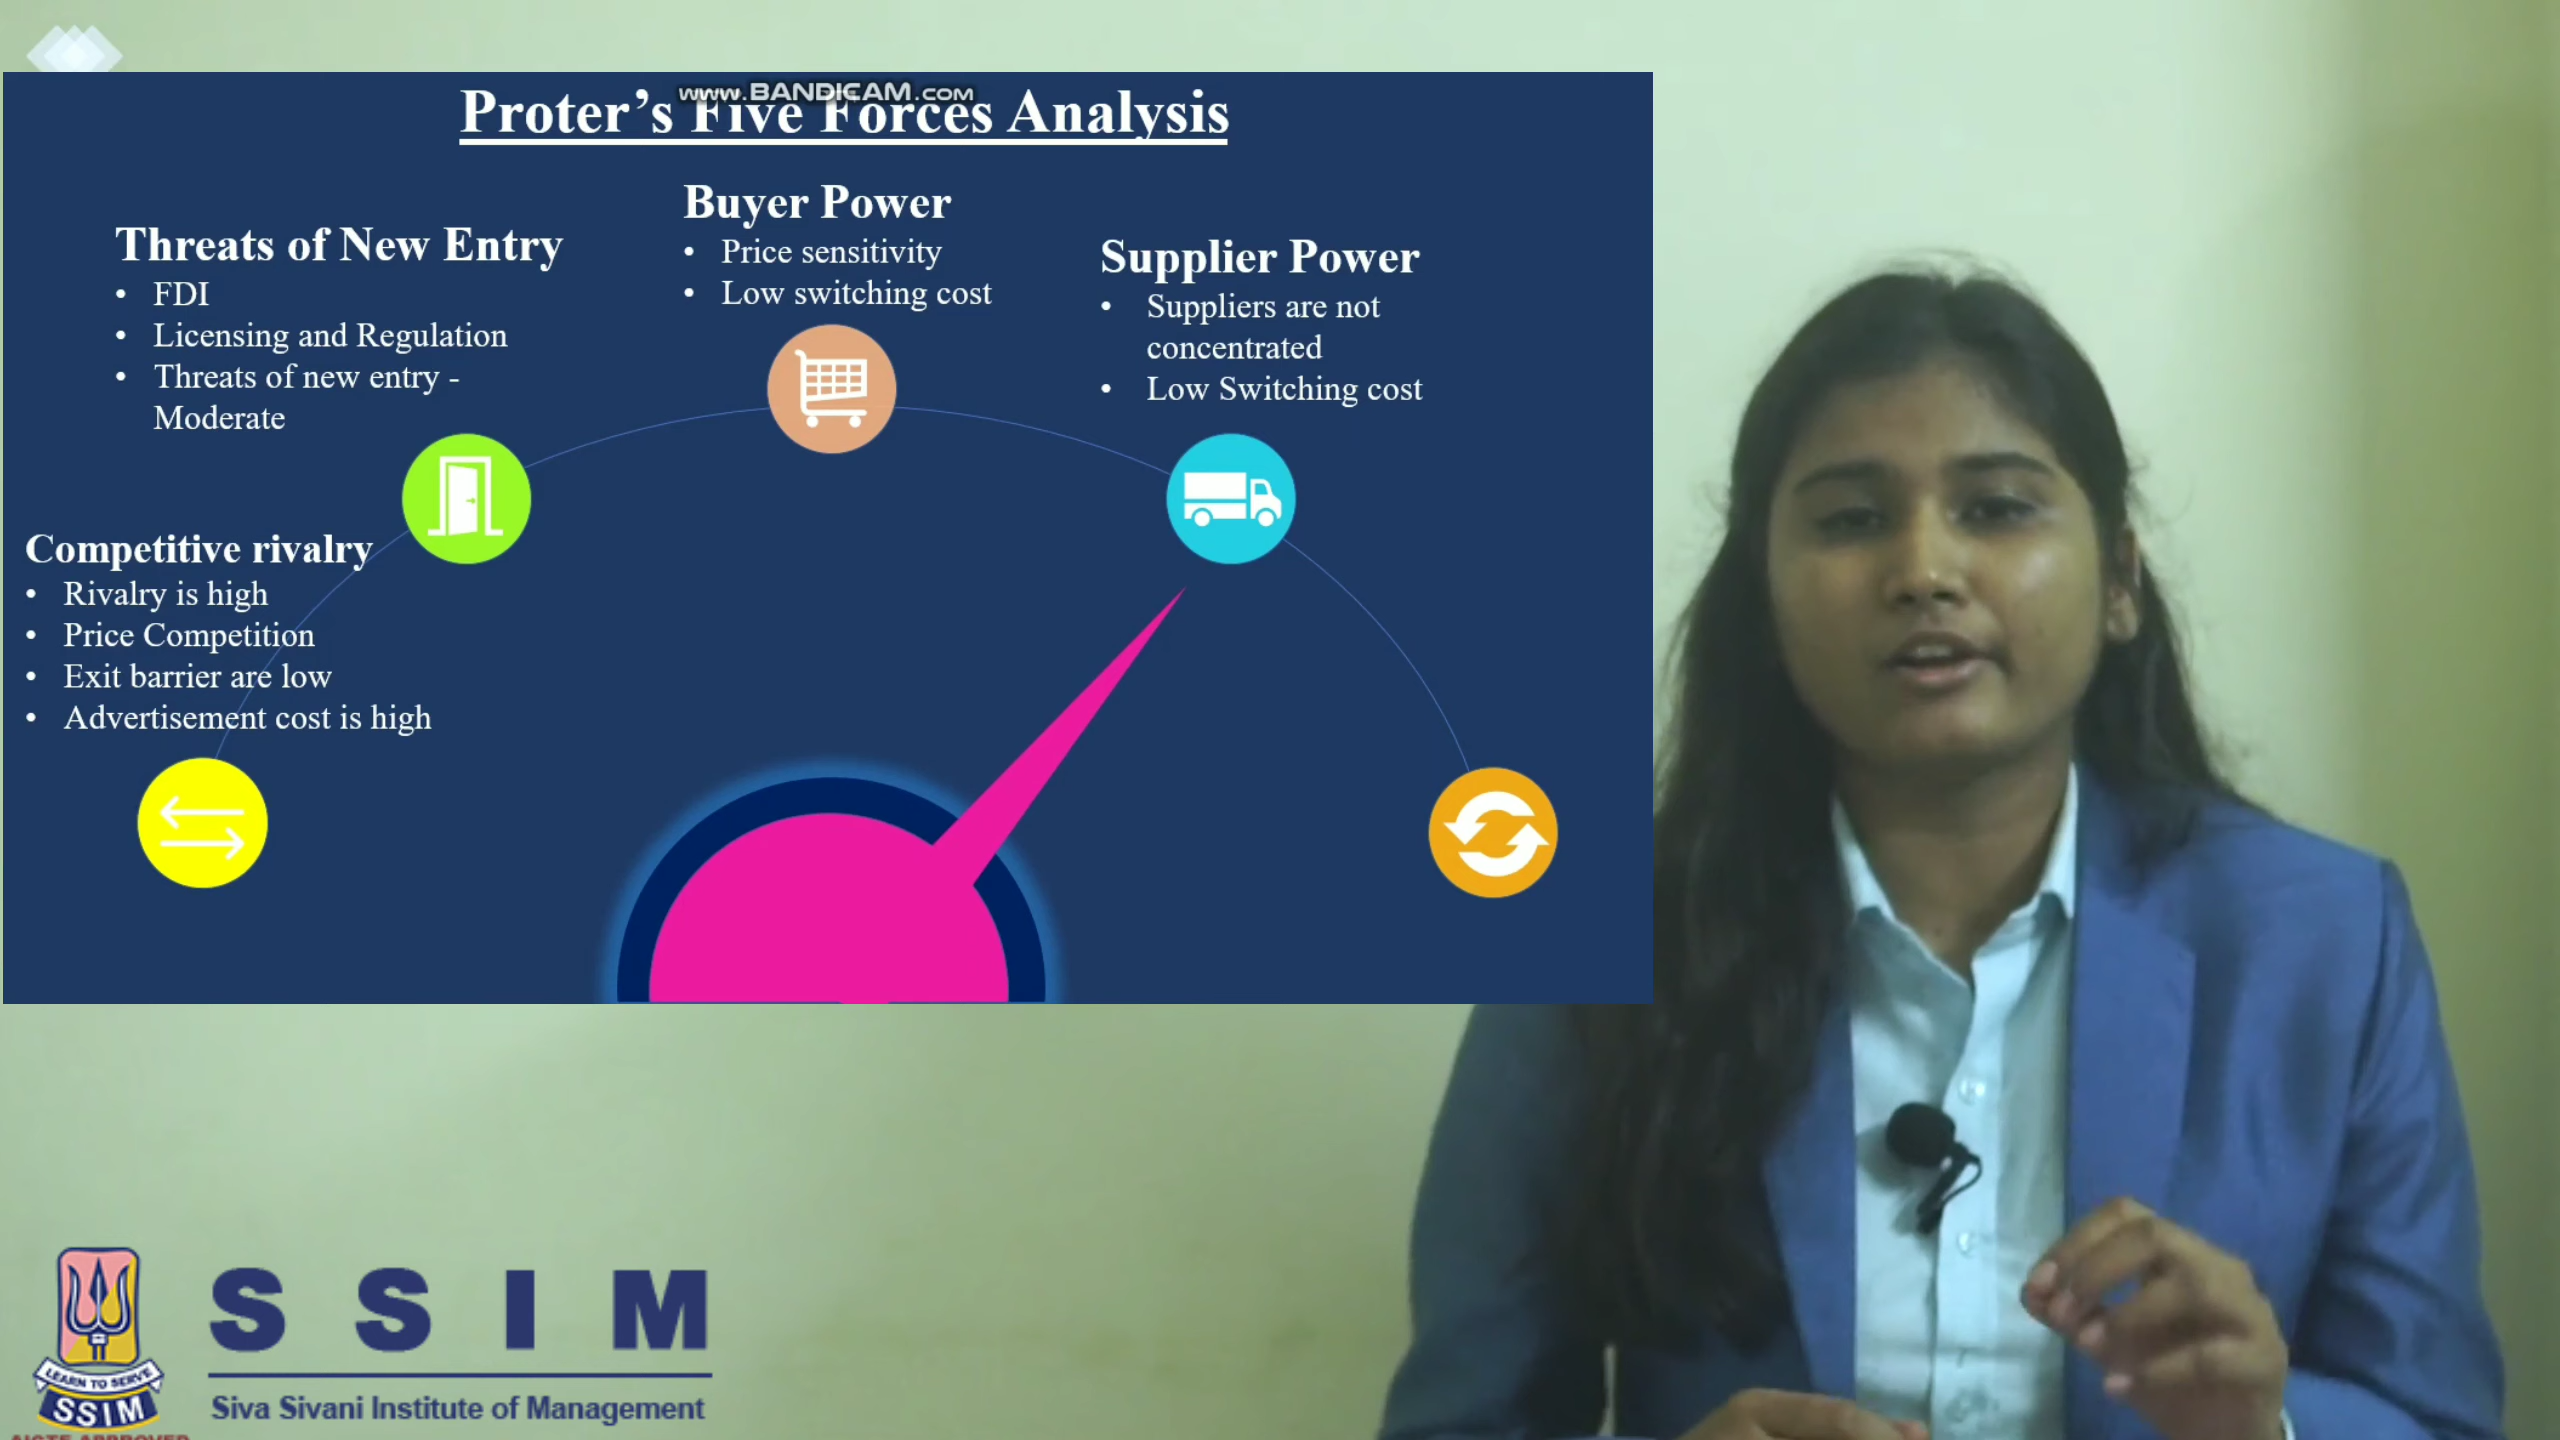 www.BANDICAM.com
Proter’s Five Forces Analysis
Threats of New Entry
• FDI
• Licensing and Regulation
• Threats of new entry -
Moderate
Buyer Power
• Price sensitivity
• Low switching cost
Supplier Power
• Suppliers are not
concentrated
• Low Switching cost
Competitive rivalry
• Rivalry is high
• Price Competition
• Exit barrier are low
• Advertisement cost is high
LEARN TO SERVE
SSIM
AICTE APPROVED
S S I M
Siva Sivani Institute of Management